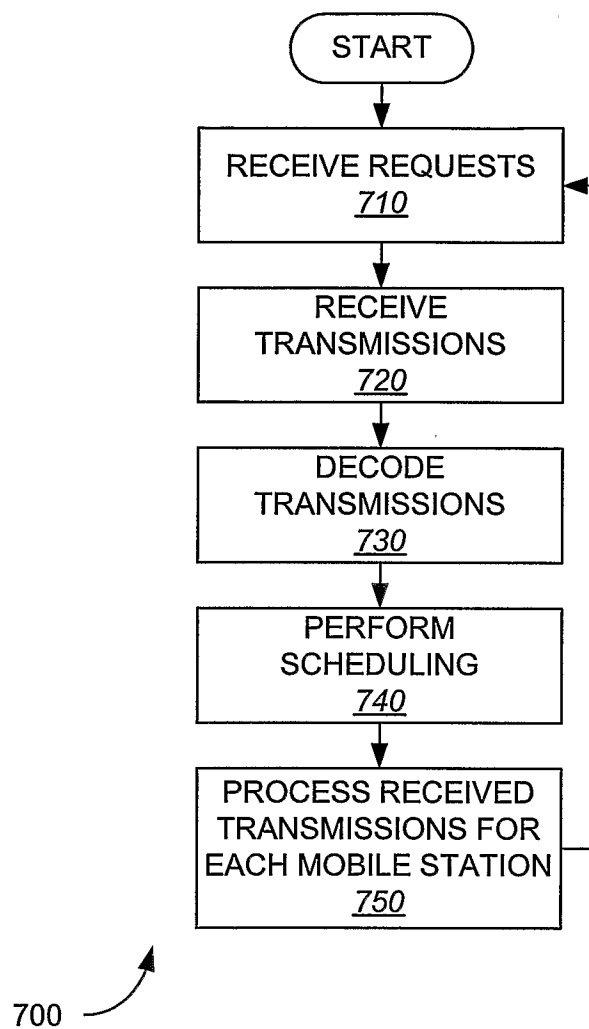 START
RECEIVE REQUESTS
710
RECEIVE
TRANSMISSIONS
720
DECODE
TRANSMISSIONS
730
PERFORM
SCHEDULING
740
PROCESS RECEIVED
TRANSMISSIONS FOR
EACH MOBILE STATION
750
700